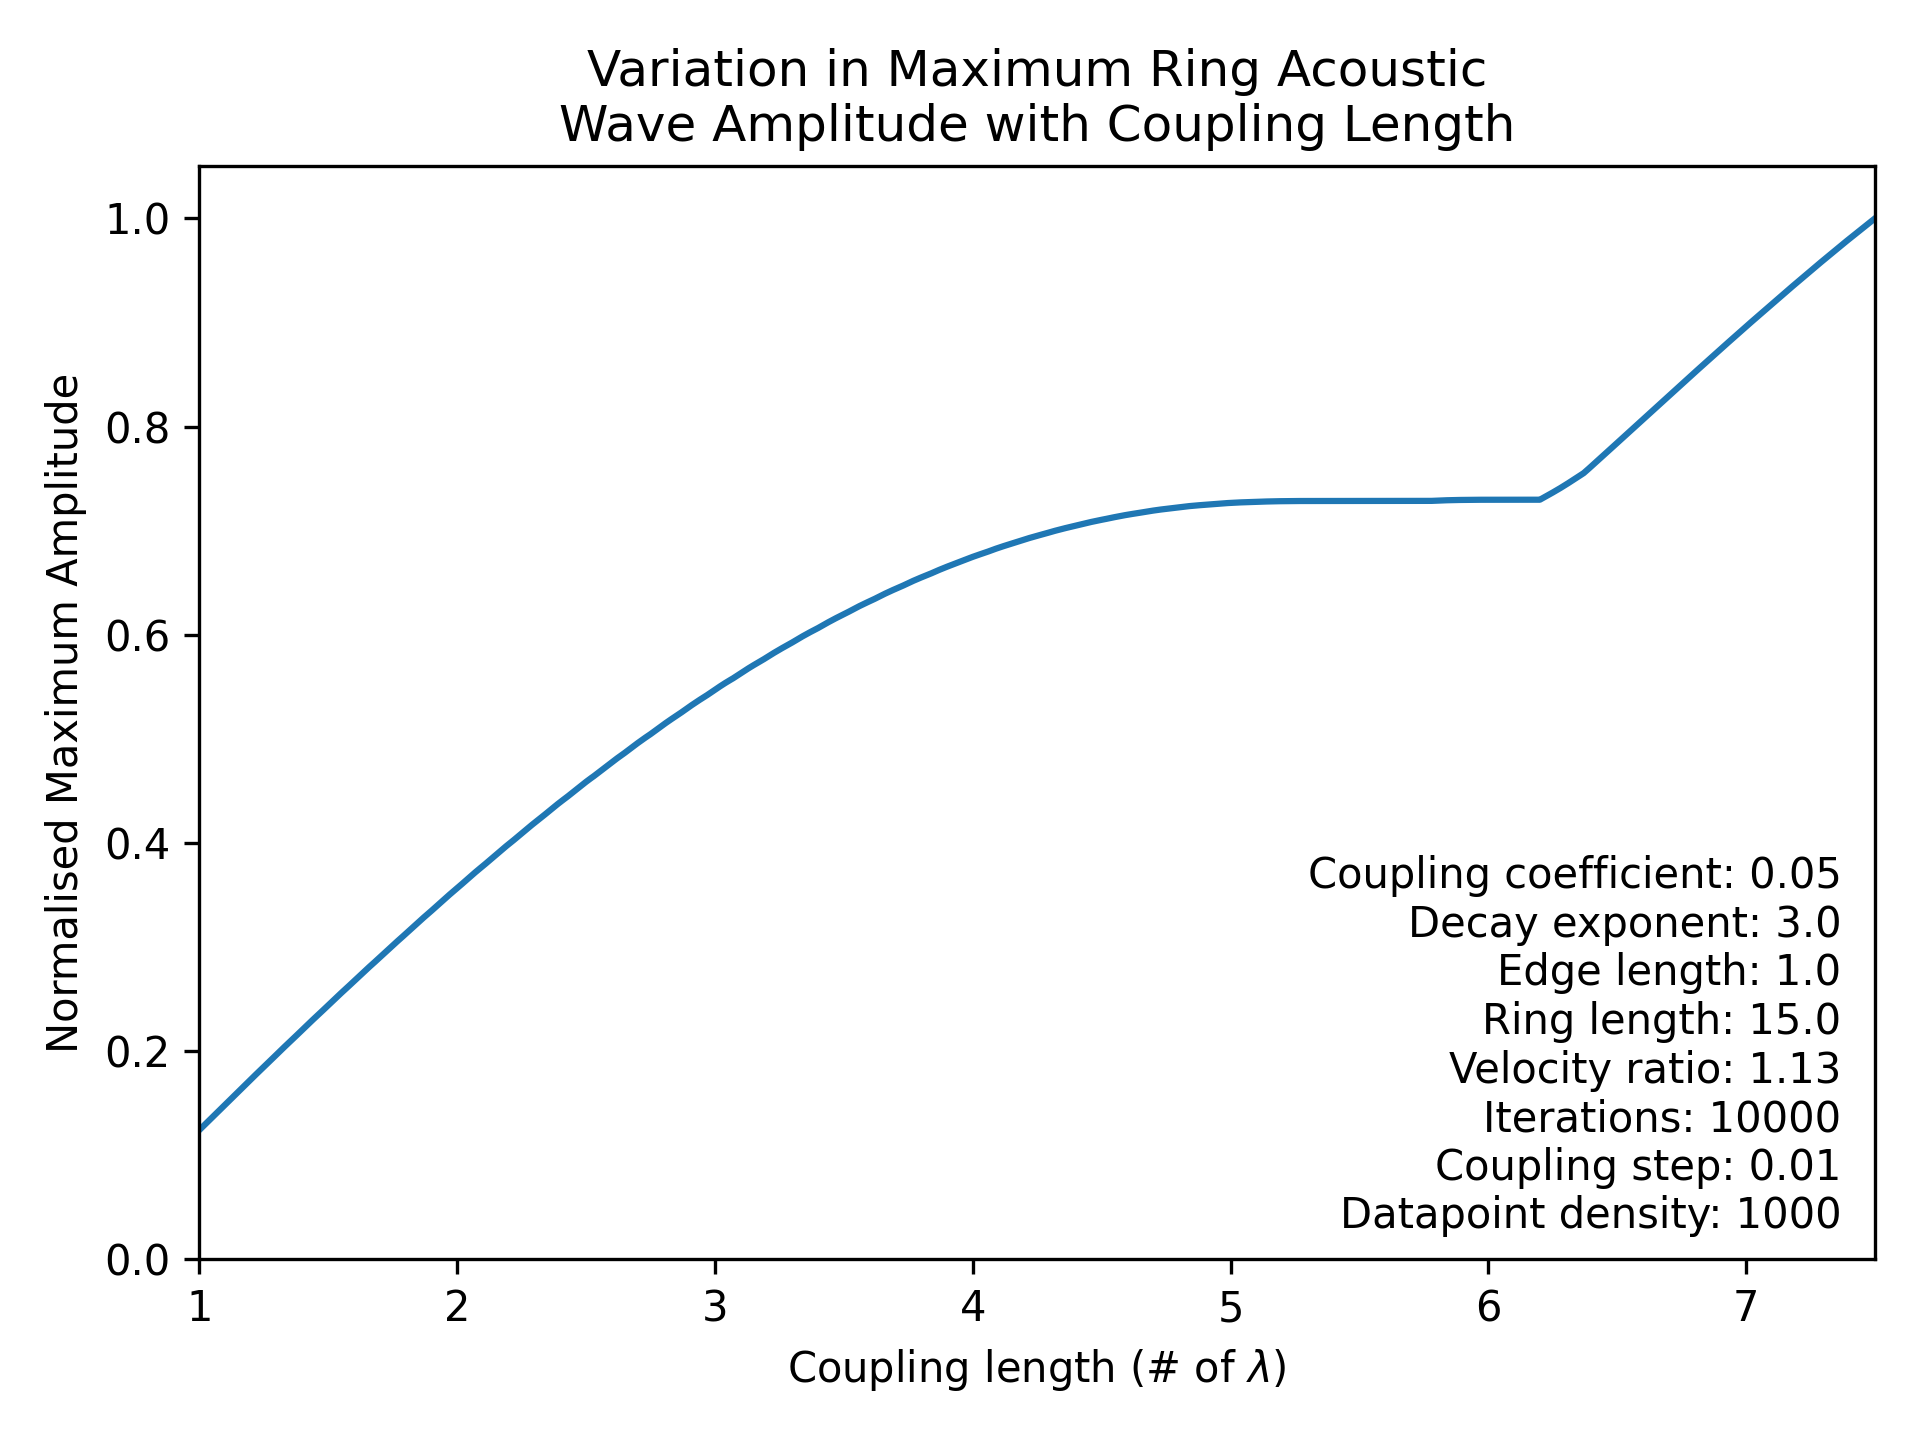 Variation in Maximum Ring Acoustic
Wave Amplitude with Coupling Length
Normalised Maximum Amplitude
1.0
0.8
0.6
0.4
0.2
0.0
Coupling coefficient: 0.05
Decay exponent: 3.0
Edge length: 1.0
Ring length: 15.0
Velocity ratio: 1.13
Iterations: 10000
Coupling step: 0.01
Datapoint density: 1000
1 2 3 4 5 6 7
Coupling length (# of λ)